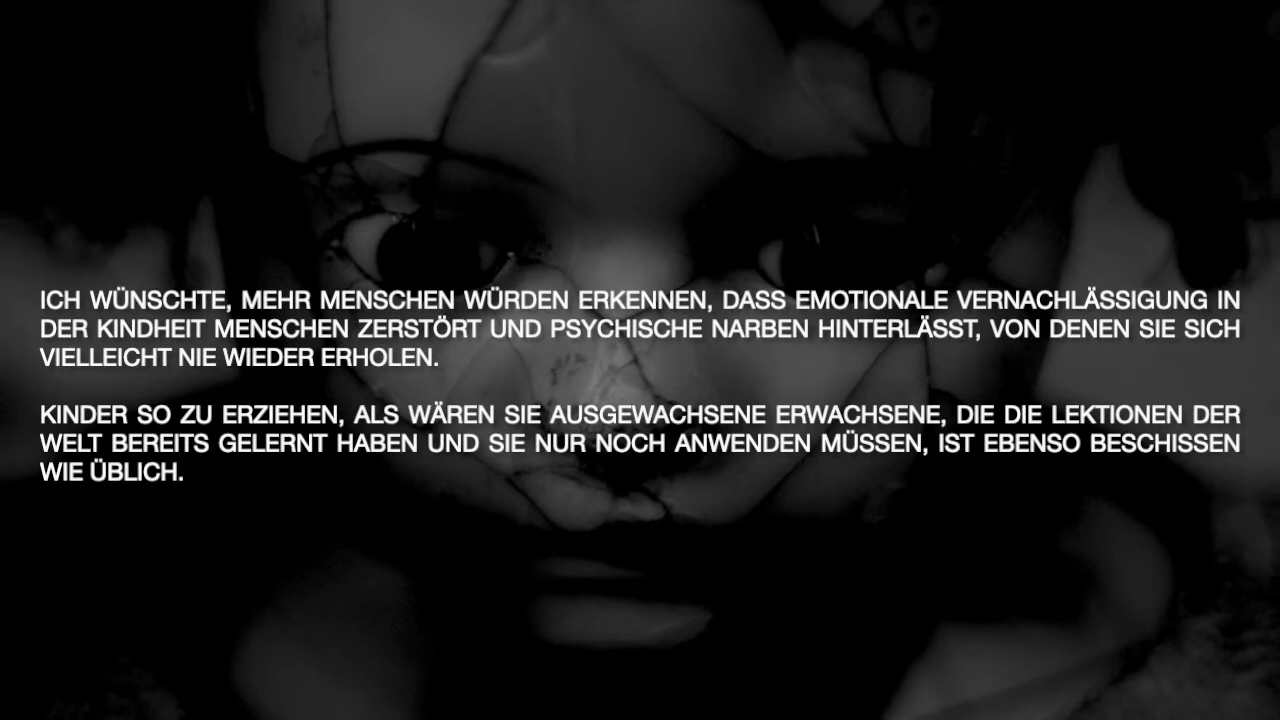 ICH WÜNSCHTE, MEHR MENSCHEN WÜRDEN ERKENNEN, DASS EMOTIONALE VERNACHLÄSSIGUNG IN
DER KINDHEIT MENSCHEN ZERSTÖRT UND PSYCHISCHE NARBEN HINTERLÄSST, VON DENEN SIE SICH
VIELLEICHT NIE WIEDER ERHOLEN.
KINDER SO ZU ERZIEHEN, ALS WÄREN SIE AUSGEWACHSENE ERWACHSENE, DIE DIE LEKTIONEN DER
WELT BEREITS GELERNT HABEN UND SIE NUR NOCH ANWENDEN MÜSSEN, IST EBENSO BESCHISSEN
WIE ÜBLICH.